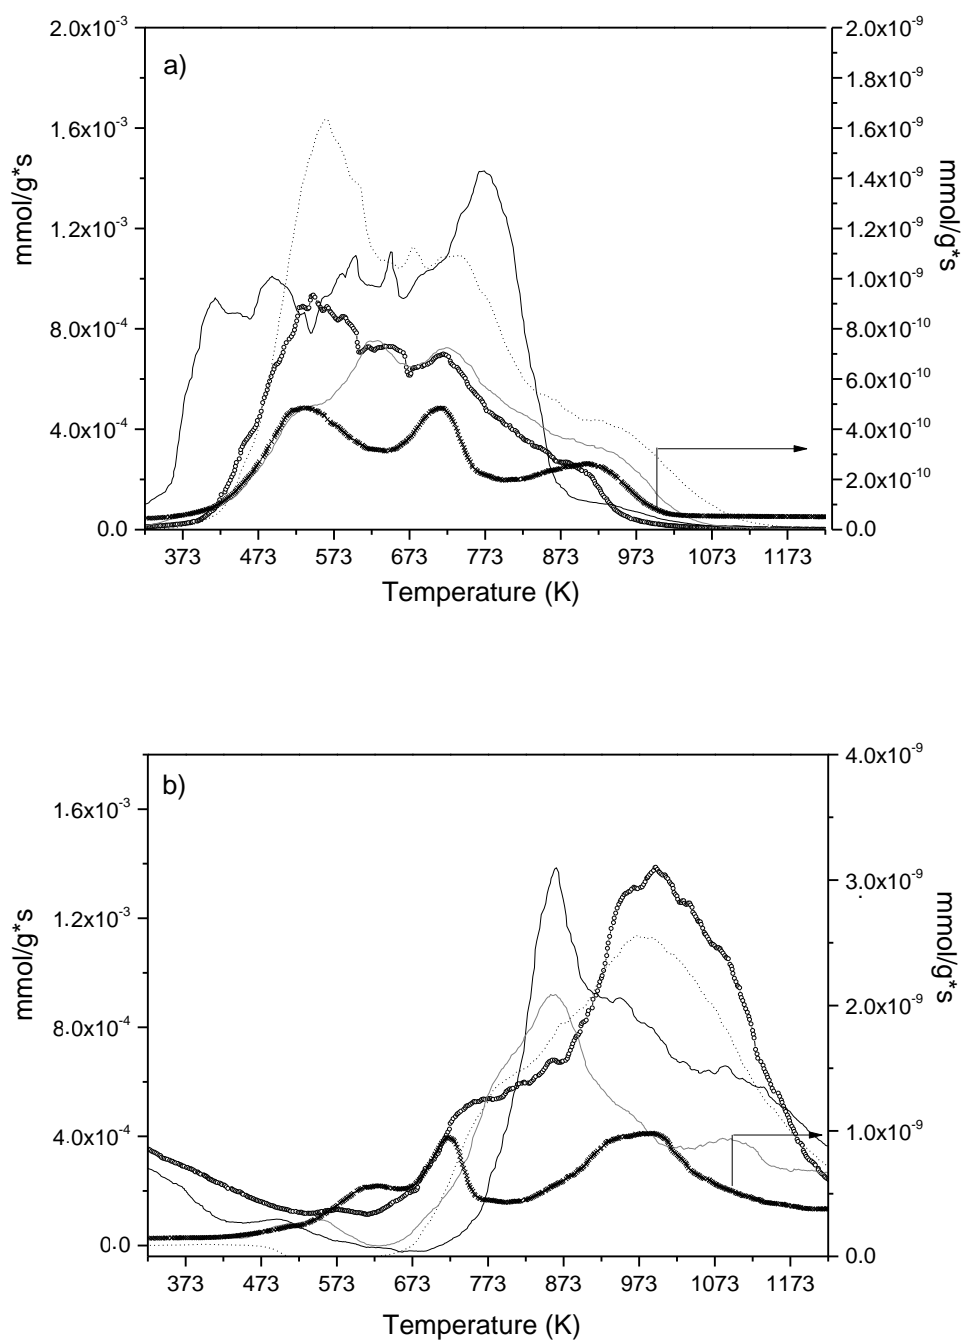 a)
2.0x10⁻³
1.6x10⁻³
1.2x10⁻³
8.0x10⁻⁴
4.0x10⁻⁴
0.0
mmol/g*s
2.0x10⁻⁹
1.8x10⁻⁹
1.6x10⁻⁹
1.4x10⁻⁹
1.2x10⁻⁹
1.0x10⁻⁹
8.0x10⁻¹⁰
6.0x10⁻¹⁰
4.0x10⁻¹⁰
2.0x10⁻¹⁰
0.0
mmol/g*s
373 473 573 673 773 873 973 1073 1173
Temperature (K)
b)
1.6x10⁻³
1.2x10⁻³
8.0x10⁻⁴
4.0x10⁻⁴
0.0
mmol/g*s
4.0x10⁻⁹
3.0x10⁻⁹
2.0x10⁻⁹
1.0x10⁻⁹
0.0
mmol/g*s
373 473 573 673 773 873 973 1073 1173
Temperature (K)